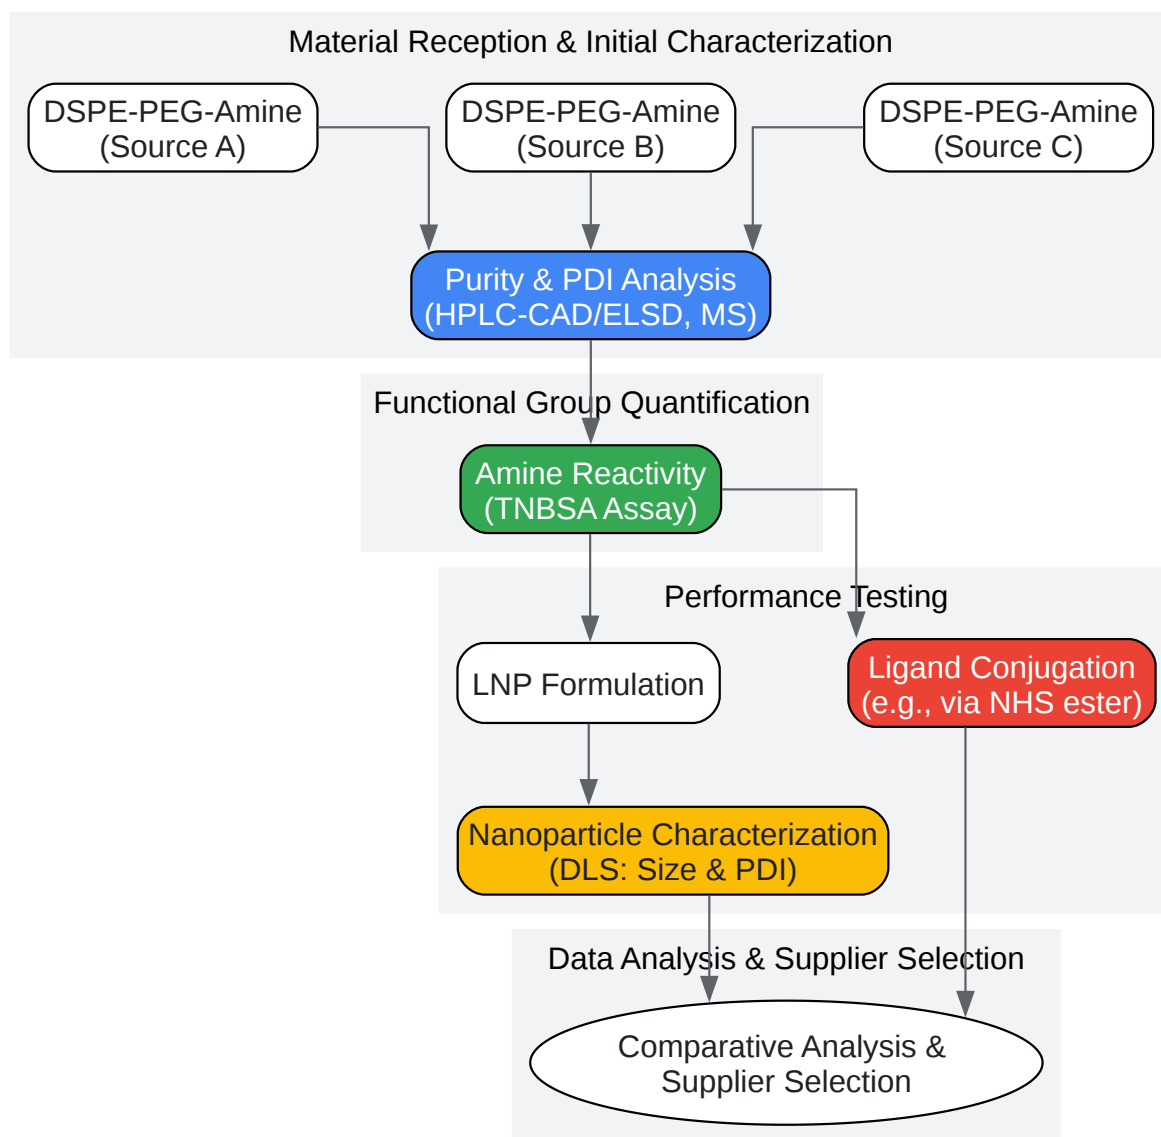 Material Reception & Initial Characterization
DSPE-PEG-Amine
(Source A)
DSPE-PEG-Amine
(Source B)
DSPE-PEG-Amine
(Source C)
Purity & PDI Analysis
(HPLC-CAD/ELSD, MS)
Functional Group Quantification
Amine Reactivity
(TNBSA Assay)
Performance Testing
LNP Formulation
Ligand Conjugation
(e.g., via NHS ester)
Nanoparticle Characterization
(DLS: Size & PDI)
Data Analysis & Supplier Selection
Comparative Analysis &
Supplier Selection